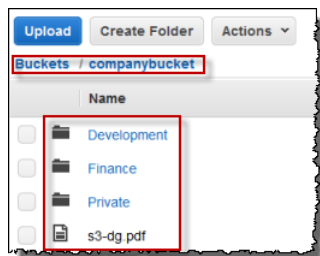 Upload Create Folder Actions
Buckets / companybucket
Name
Development
Finance
Private
s3-dg.pdf